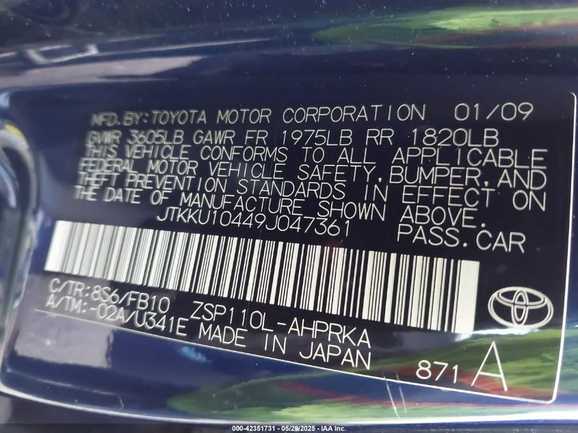 MFD. BY: TOYOTA MOTOR CORPORATION 01/09
GVWR 3605LB GAWR FR 1975LB RR 1820LB
THIS VEHICLE CONFORMS TO ALL APPLICABLE
FEDERAL MOTOR VEHICLE SAFETY, BUMPER, AND
THEFT PREVENTION STANDARDS IN EFFECT ON
THE DATE OF MANUFACTURE SHOWN ABOVE.
JTKKU10449J047361 PASS. CAR
C/TR: 8S6/FB10 ZSP110L-AHPRKA
A/TM: -02A/U341E MADE IN JAPAN
871 A
TOYOTA
000-42351731 - 05/29/2025 - IAA Inc.